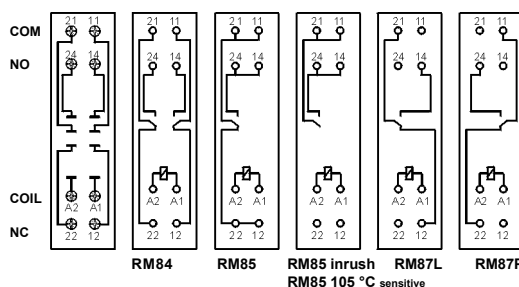 21 11 21 11 21 11 21 11 21 11 21 11
COM
NO
24 14 24 14 24 14 24 14 24 14 24 14
COIL
A2 A1 A2 A1 A2 A1 A2 A1 A2 A1 A2 A1
NC
22 12 22 12 22 12 22 12 22 12 22 12
RM84 RM85 RM85 inrush RM87L RM87P
RM85 105 °C sensitive